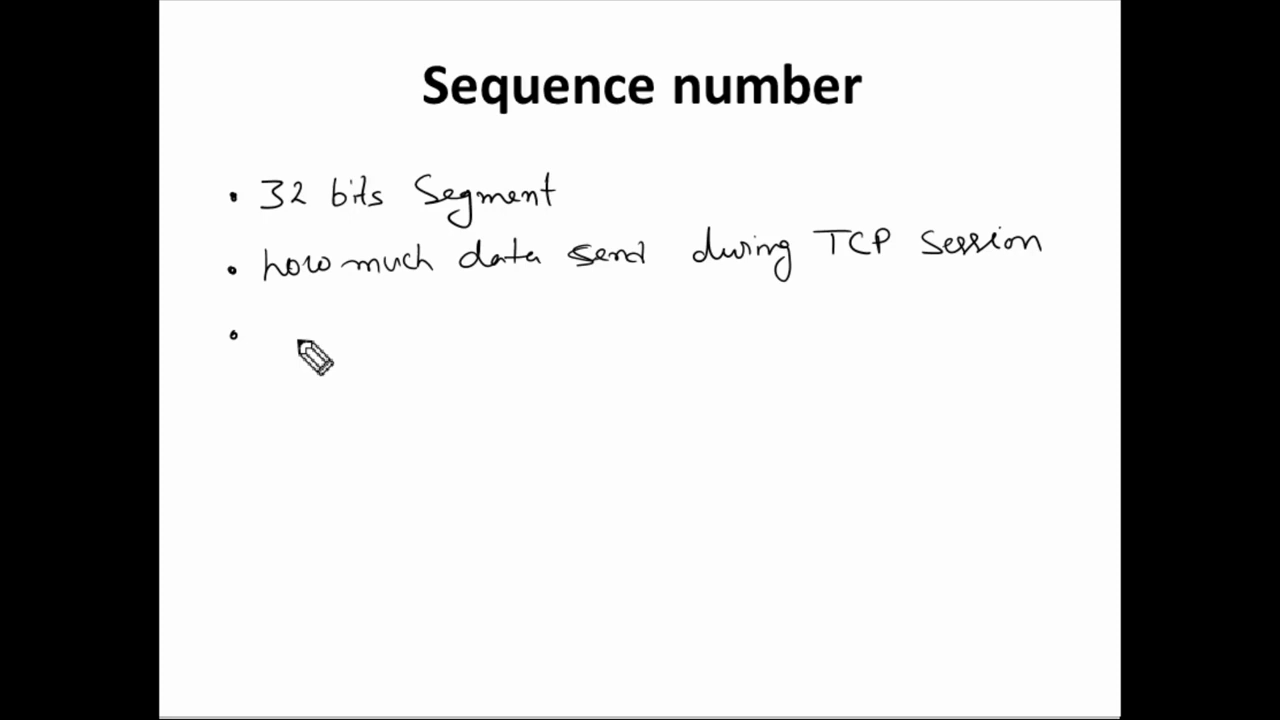 Sequence number
• 32 bits Segment
• how much data send during TCP Session
•